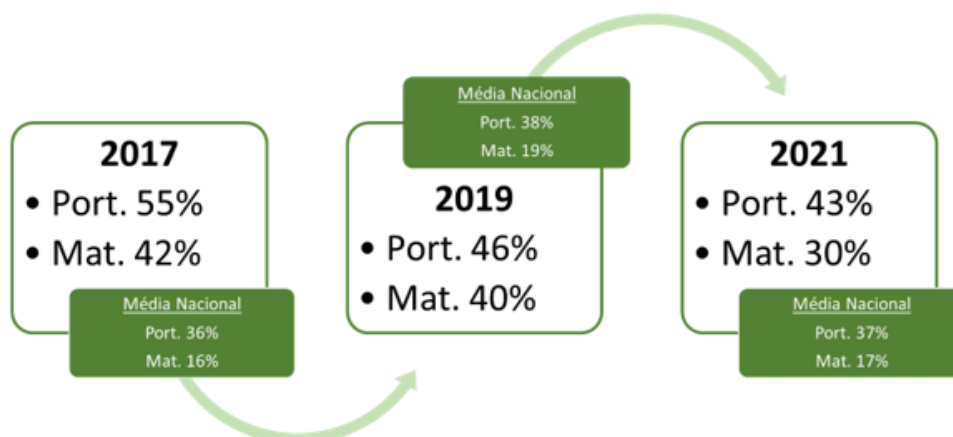 2017
• Port. 55%
• Mat. 42%
Média Nacional
Port. 36%
Mat. 16%
Média Nacional
Port. 38%
Mat. 19%
2019
• Port. 46%
• Mat. 40%
2021
• Port. 43%
• Mat. 30%
Média Nacional
Port. 37%
Mat. 17%